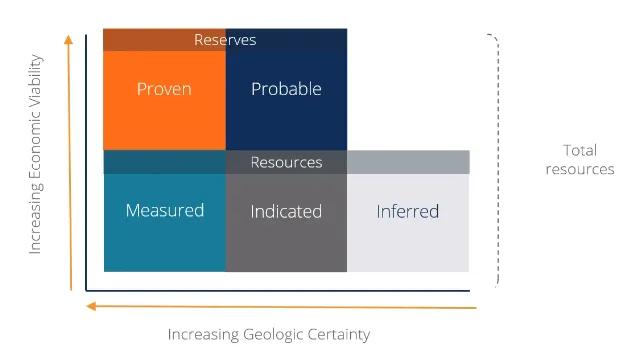 Reserves
Proven
Probable
Resources
Measured
Indicated
Inferred
Total
resources
Increasing Economic Viability
Increasing Geologic Certainty